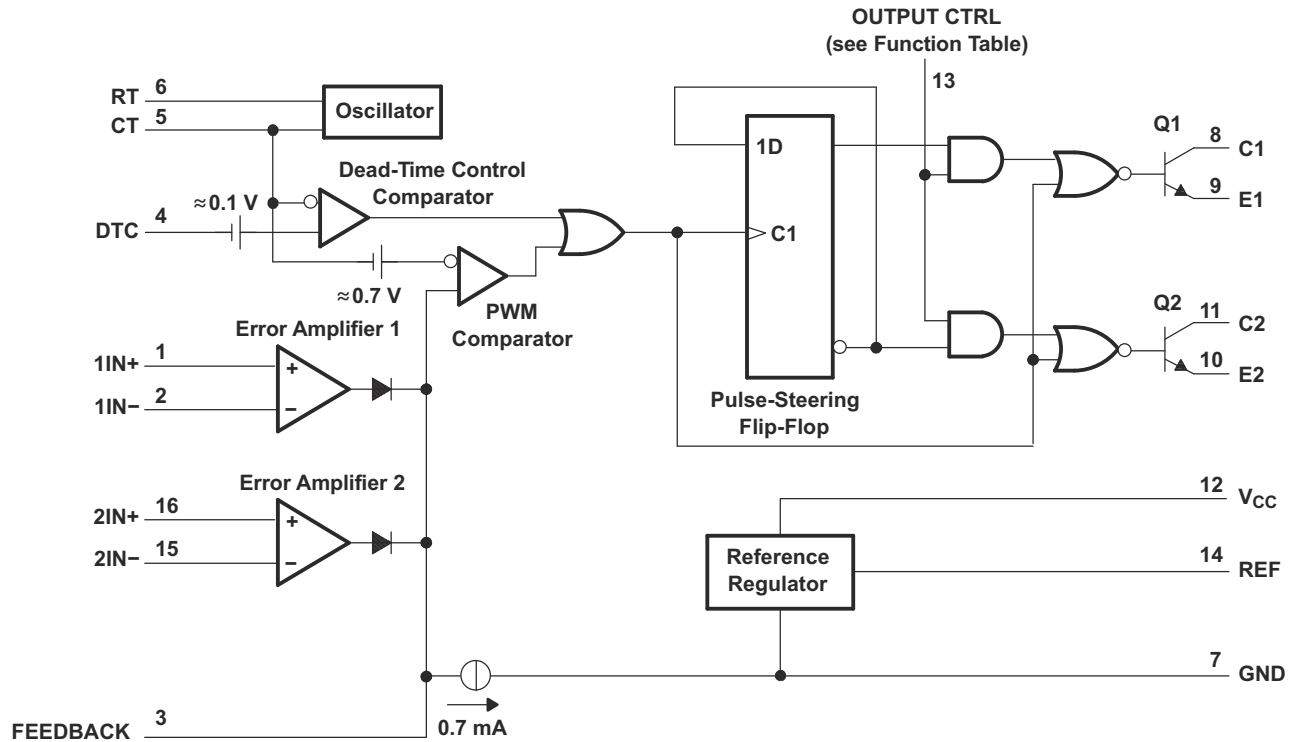 OUTPUT CTRL
(see Function Table)
13
RT 6
CT 5
Oscillator
Dead-Time Control
Comparator
≈ 0.1 V
DTC 4
≈ 0.7 V
PWM
Comparator
1D
C1
Pulse-Steering
Flip-Flop
Q1
8 C1
9 E1
Q2
11 C2
10 E2
Error Amplifier 1
1IN+ 1
+
1IN− 2
−
Error Amplifier 2
2IN+ 16
+
2IN− 15
−
12 VCC
Reference
Regulator
14 REF
7 GND
0.7 mA
FEEDBACK 3